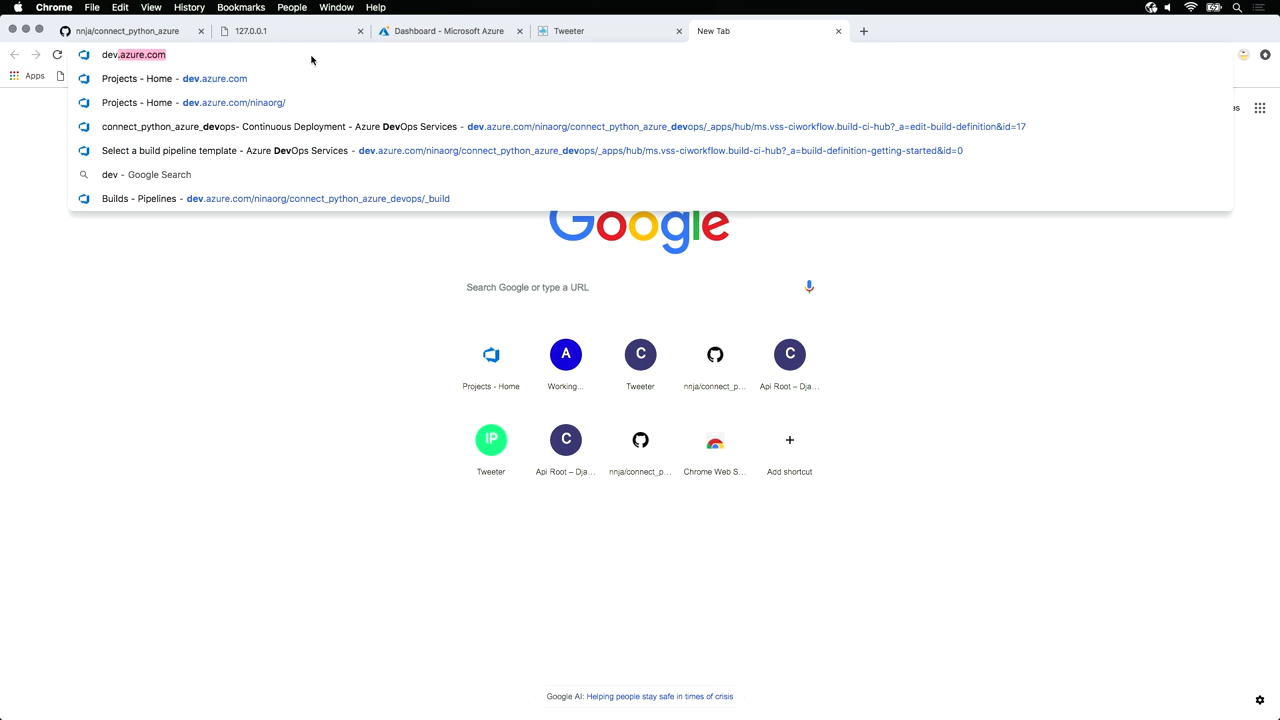 Chrome File Edit View History Bookmarks People Window Help
nnja/connect_python_azure
127.0.0.1
Dashboard - Microsoft Azure
Tweeter
New Tab
dev.azure.com
Apps
Projects - Home - dev.azure.com
Projects - Home - dev.azure.com/ninaorg/
connect_python_azure_devops- Continuous Deployment - Azure DevOps Services - dev.azure.com/ninaorg/connect_python_azure_devops/_apps/hub/ms.vss-ciworkflow.build-ci-hub?_a=edit-build-definition&id=17
Select a build pipeline template - Azure DevOps Services - dev.azure.com/ninaorg/connect_python_azure_devops/_apps/hub/ms.vss-ciworkflow.build-ci-hub?_a=build-definition-getting-started&id=0
dev - Google Search
Builds - Pipelines - dev.azure.com/ninaorg/connect_python_azure_devops/_build
Google
Search Google or type a URL
A
C
C
Projects - Home
Working...
Tweeter
nnja/connect_p...
Api Root – Dja...
IP
C
Tweeter
Api Root – Dja...
nnja/connect_p...
Chrome Web S...
Add shortcut
Google AI: Helping people stay safe in times of crisis